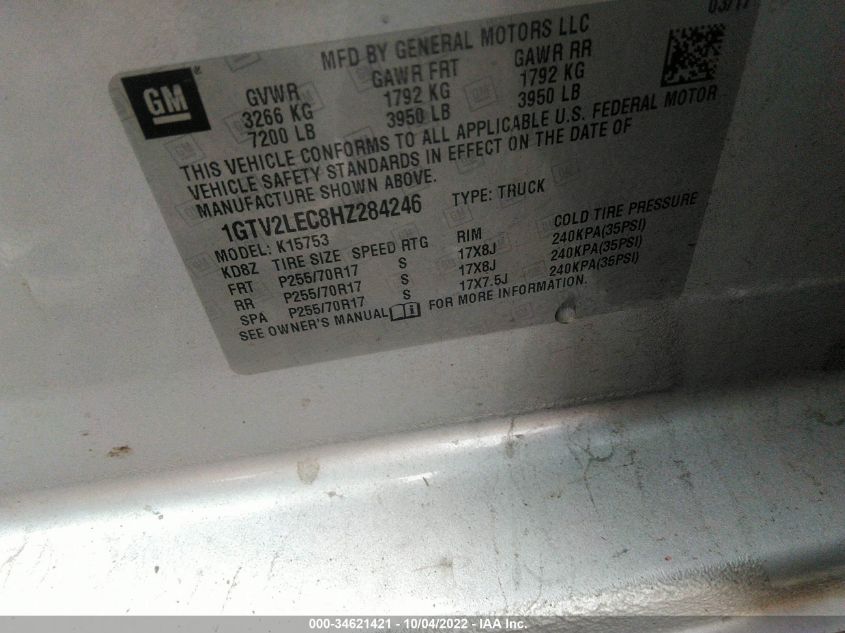 03/17
MFD BY GENERAL MOTORS LLC
GM
GVWR GAWR FRT GAWR RR
3266 KG 1792 KG 1792 KG
7200 LB 3950 LB 3950 LB
THIS VEHICLE CONFORMS TO ALL APPLICABLE U.S. FEDERAL MOTOR
VEHICLE SAFETY STANDARDS IN EFFECT ON THE DATE OF
MANUFACTURE SHOWN ABOVE.
1GTV2LEC8HZ284246 TYPE: TRUCK
MODEL: K15753
KD8Z TIRE SIZE SPEED RTG RIM COLD TIRE PRESSURE
FRT P255/70R17 S 17X8J 240KPA(35PSI)
RR P255/70R17 S 17X8J 240KPA(35PSI)
SPA P255/70R17 S 17X7.5J 240KPA(35PSI)
SEE OWNER'S MANUAL FOR MORE INFORMATION.
000-34621421 - 10/04/2022 - IAA Inc.